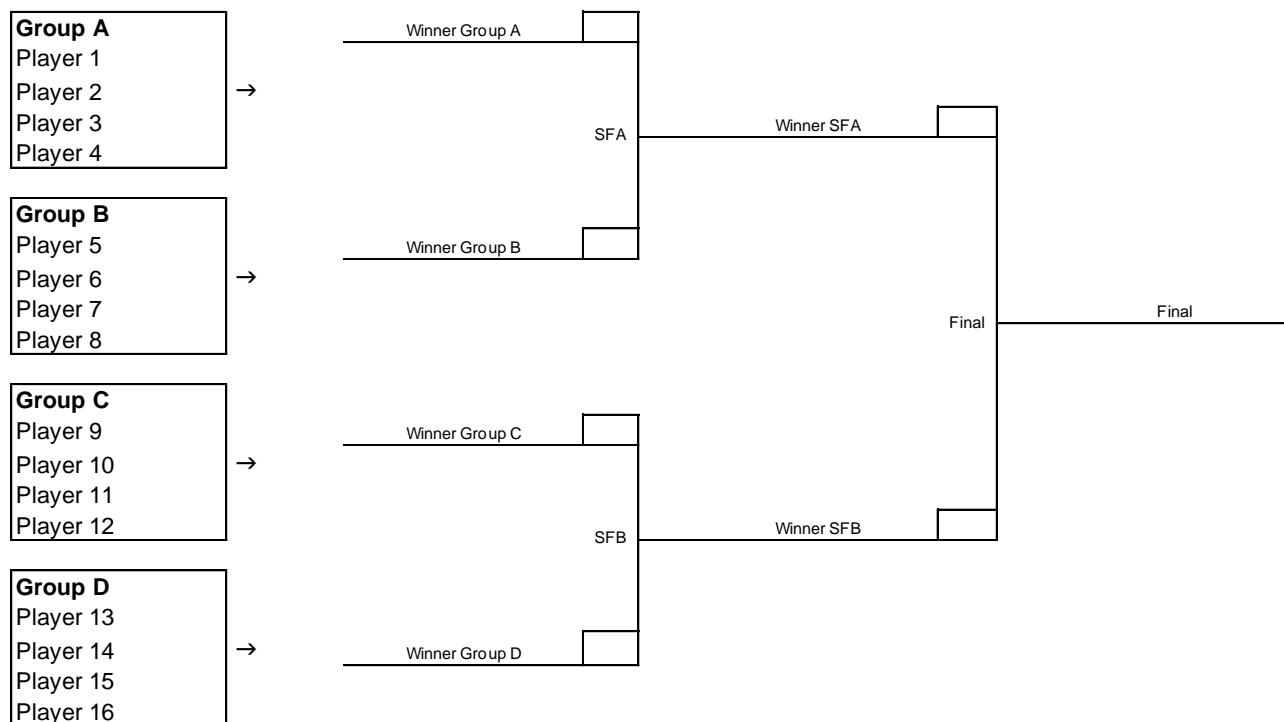 Group A
Player 1
Player 2
Player 3
Player 4
→
Winner Group A
SFA
Winner SFA
Group B
Player 5
Player 6
Player 7
Player 8
→
Winner Group B
Final
Final
Group C
Player 9
Player 10
Player 11
Player 12
→
Winner Group C
SFB
Winner SFB
Group D
Player 13
Player 14
Player 15
Player 16
→
Winner Group D